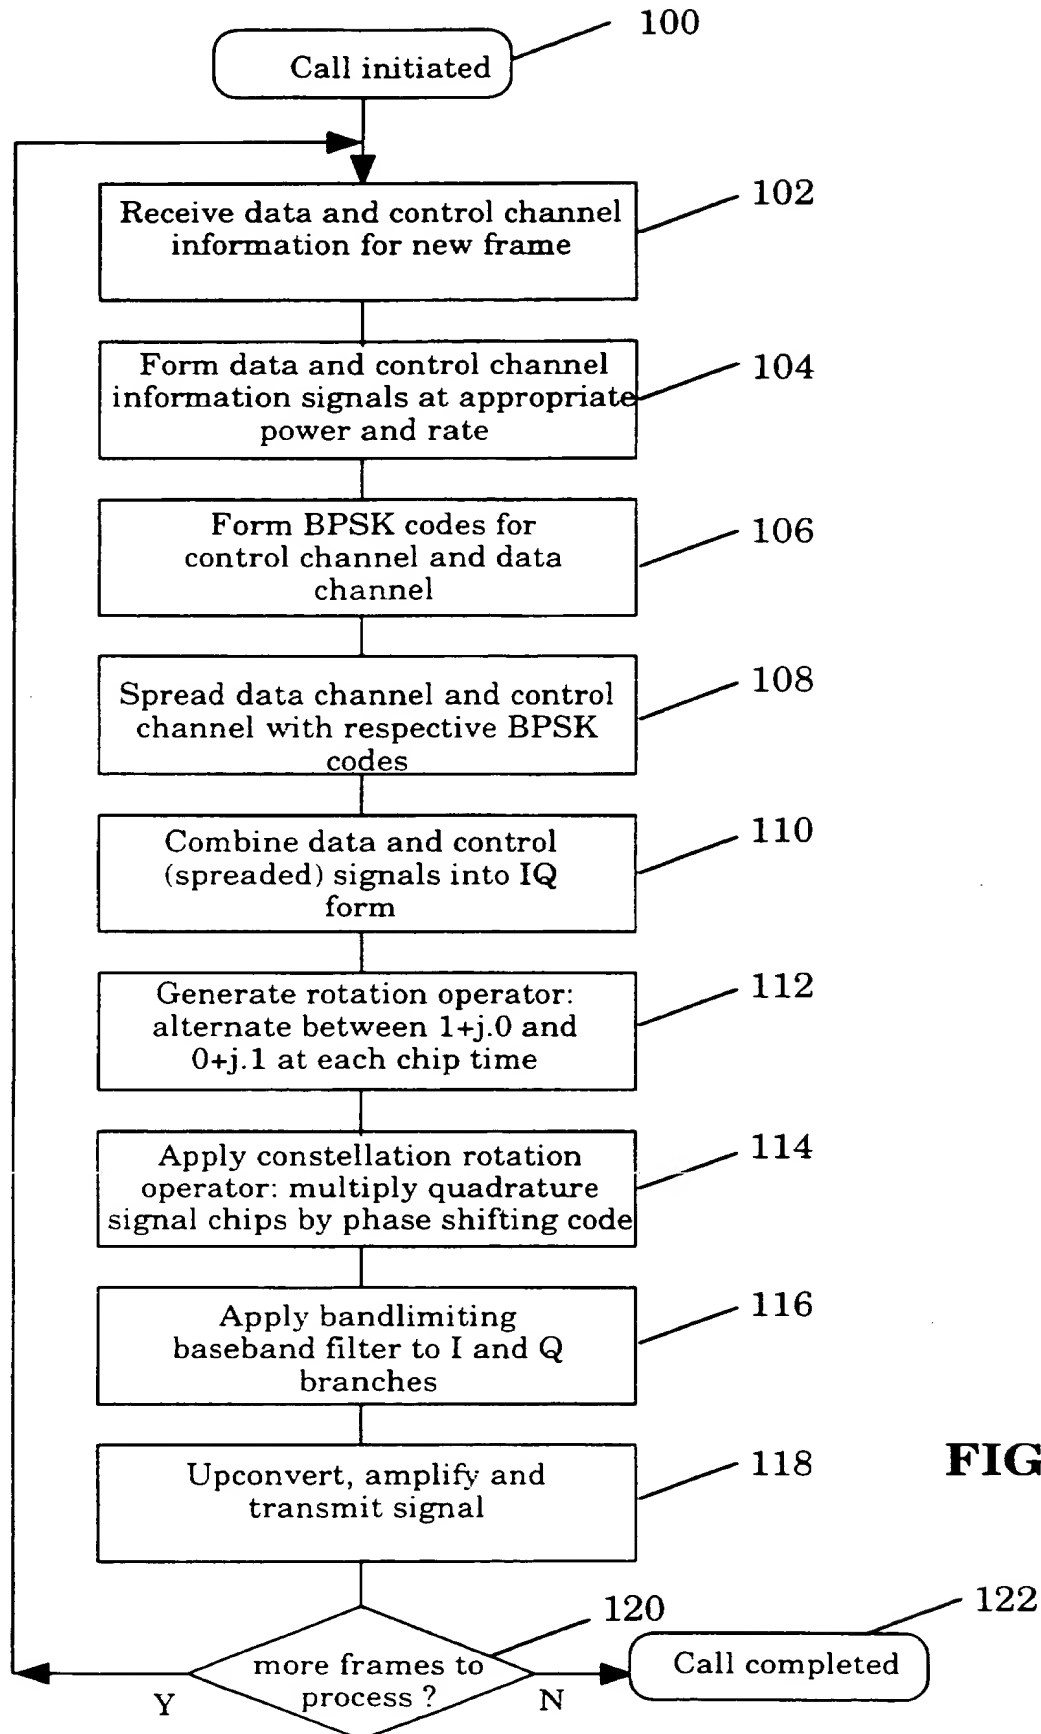 100
Call initiated
102
Receive data and control channel
information for new frame
104
Form data and control channel
information signals at appropriate
power and rate
106
Form BPSK codes for
control channel and data
channel
108
Spread data channel and control
channel with respective BPSK
codes
110
Combine data and control
(spreaded) signals into IQ
form
112
Generate rotation operator:
alternate between 1+j.0 and
0+j.1 at each chip time
114
Apply constellation rotation
operator: multiply quadrature
signal chips by phase shifting code
116
Apply bandlimiting
baseband filter to I and Q
branches
118
Upconvert, amplify and
transmit signal
FIG
120
122
more frames to
process ?
Call completed
Y
N